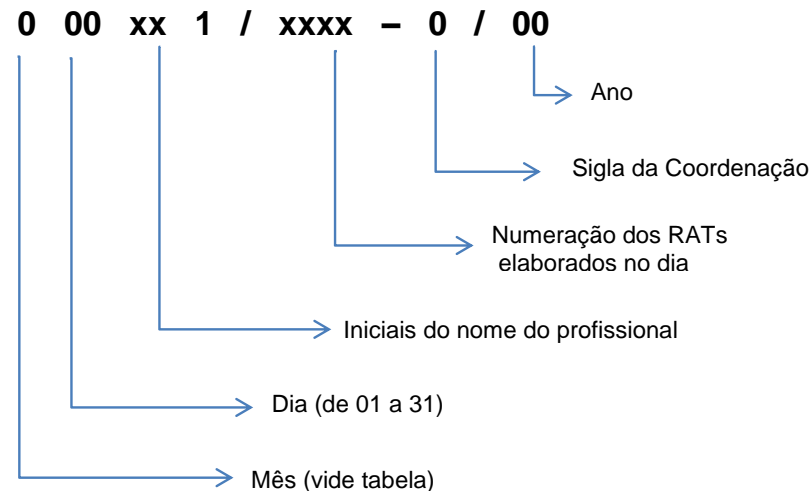 0 00 xx 1 / xxxx – 0 / 00
Ano
Sigla da Coordenação
Numeração dos RATs
elaborados no dia
Iniciais do nome do profissional
Dia (de 01 a 31)
Mês (vide tabela)